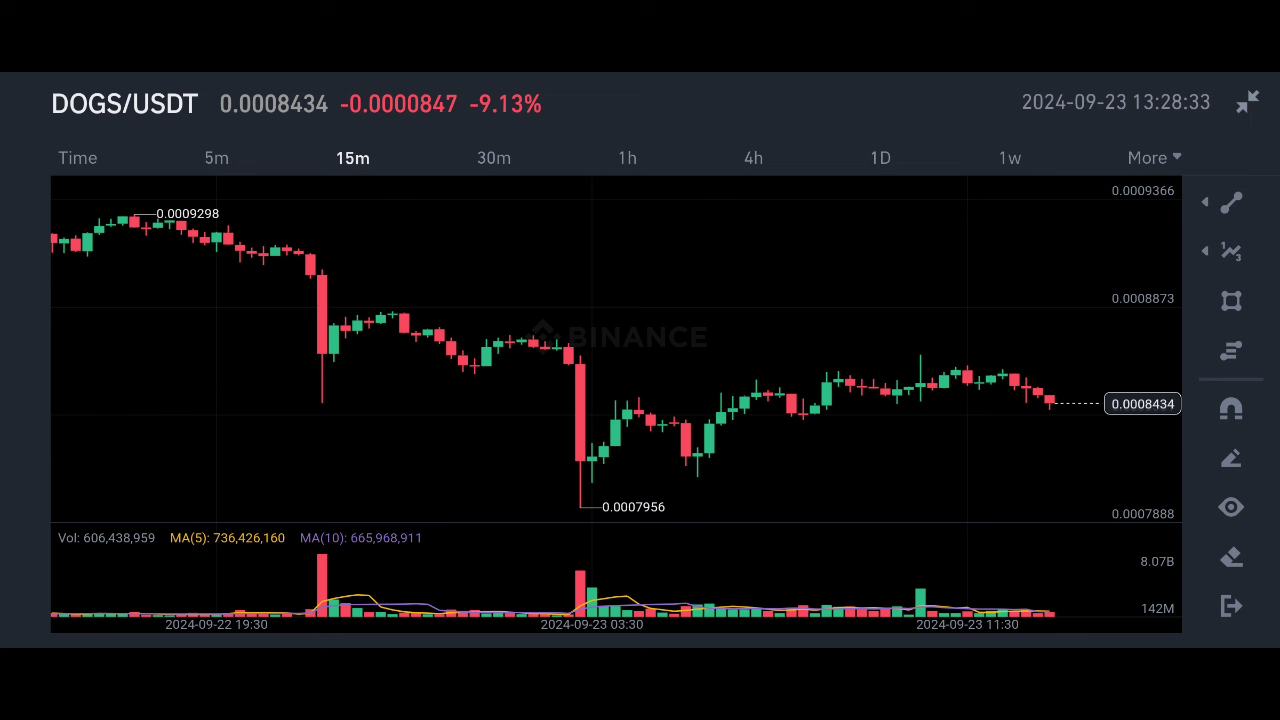 DOGS/USDT 0.0008434 -0.0000847 -9.13% 2024-09-23 13:28:33
Time 5m 15m 30m 1h 4h 1D 1w More
0.0009366
0.0009298
0.0008873
BINANCE
0.0008434
0.0007956
0.0007888
Vol: 606,438,959 MA(5): 736,426,160 MA(10): 665,968,911
8.07B
142M
2024-09-22 19:30 2024-09-23 03:30 2024-09-23 11:30